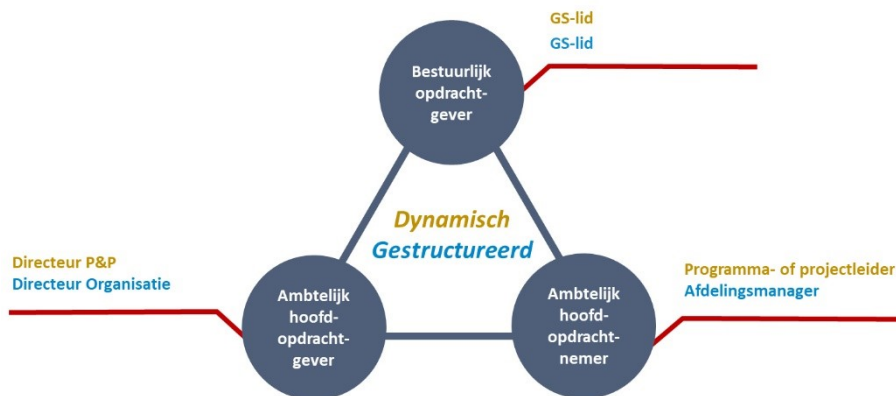 GS-lid
GS-lid
Bestuurlijk
opdracht-
gever
Dynamisch
Gestructureerd
Directeur P&P
Directeur Organisatie
Ambtelijk
hoofd-
opdracht-
gever
Programma- of projectleider
Afdelingsmanager
Ambtelijk
hoofd-
opdracht-
nemer